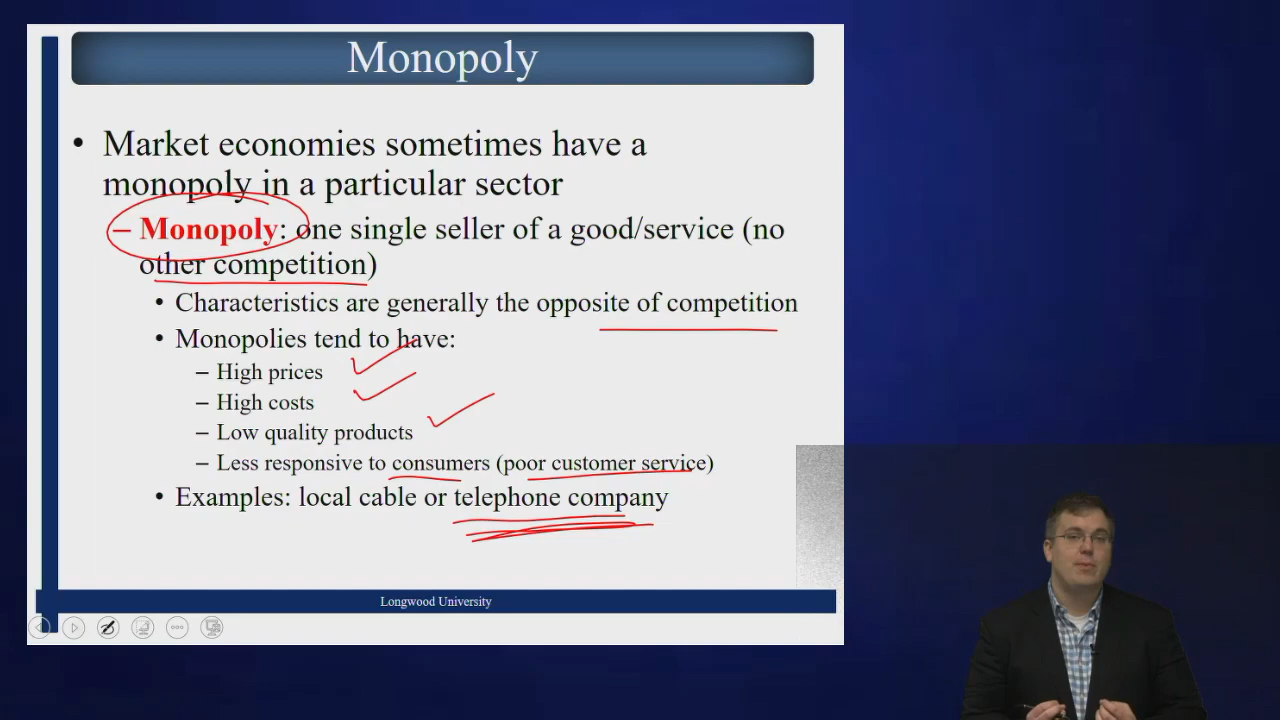 Monopoly
• Market economies sometimes have a
monopoly in a particular sector
– Monopoly: one single seller of a good/service (no
other competition)
• Characteristics are generally the opposite of competition
• Monopolies tend to have:
– High prices
– High costs
– Low quality products
– Less responsive to consumers (poor customer service)
• Examples: local cable or telephone company
Longwood University